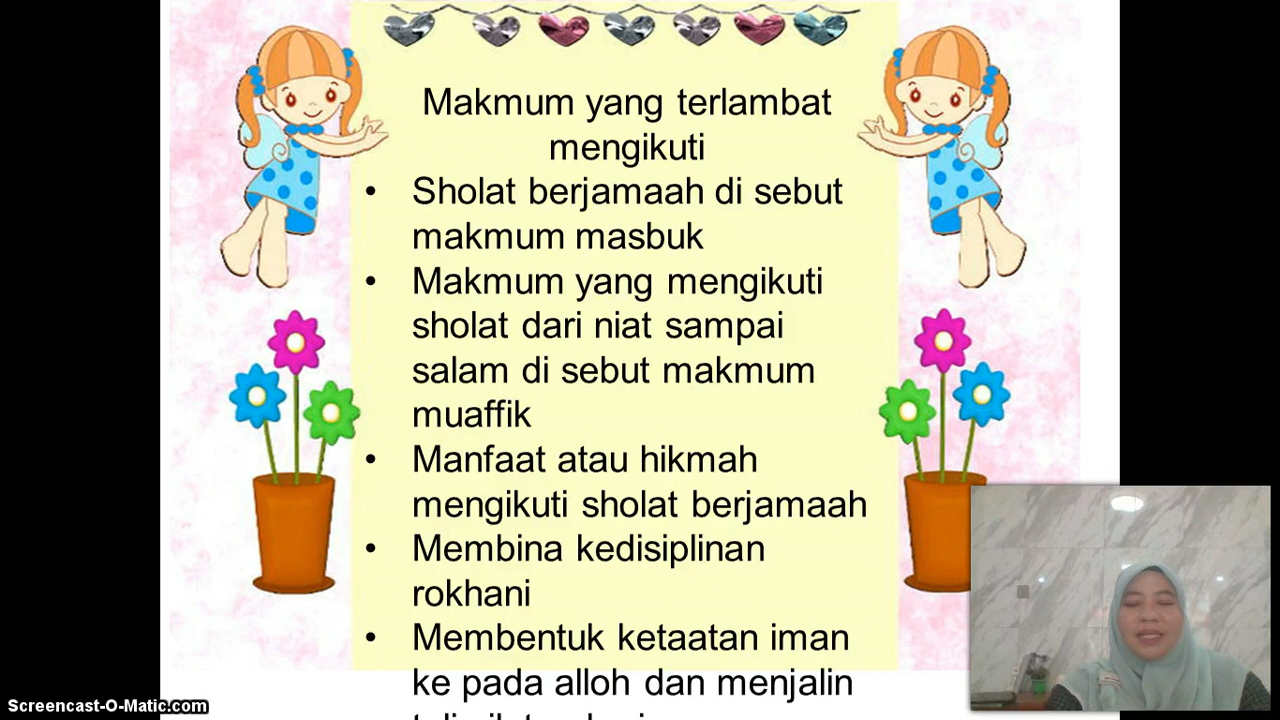 Makmum yang terlambat
mengikuti
• Sholat berjamaah di sebut
makmum masbuk
• Makmum yang mengikuti
sholat dari niat sampai
salam di sebut makmum
muaffik
• Manfaat atau hikmah
mengikuti sholat berjamaah
• Membina kedisiplinan
rokhani
• Membentuk ketaatan iman
ke pada alloh dan menjalin
Screencast-O-Matic.com